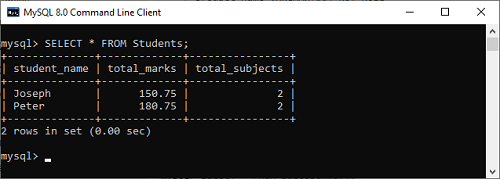 MySQL 8.0 Command Line Client
mysql> SELECT * FROM Students;
+--------------+-------------+----------------+
| student_name | total_marks | total_subjects |
+--------------+-------------+----------------+
| Joseph       |      150.75 |              2 |
| Peter        |      180.75 |              2 |
+--------------+-------------+----------------+
2 rows in set (0.00 sec)
mysql>